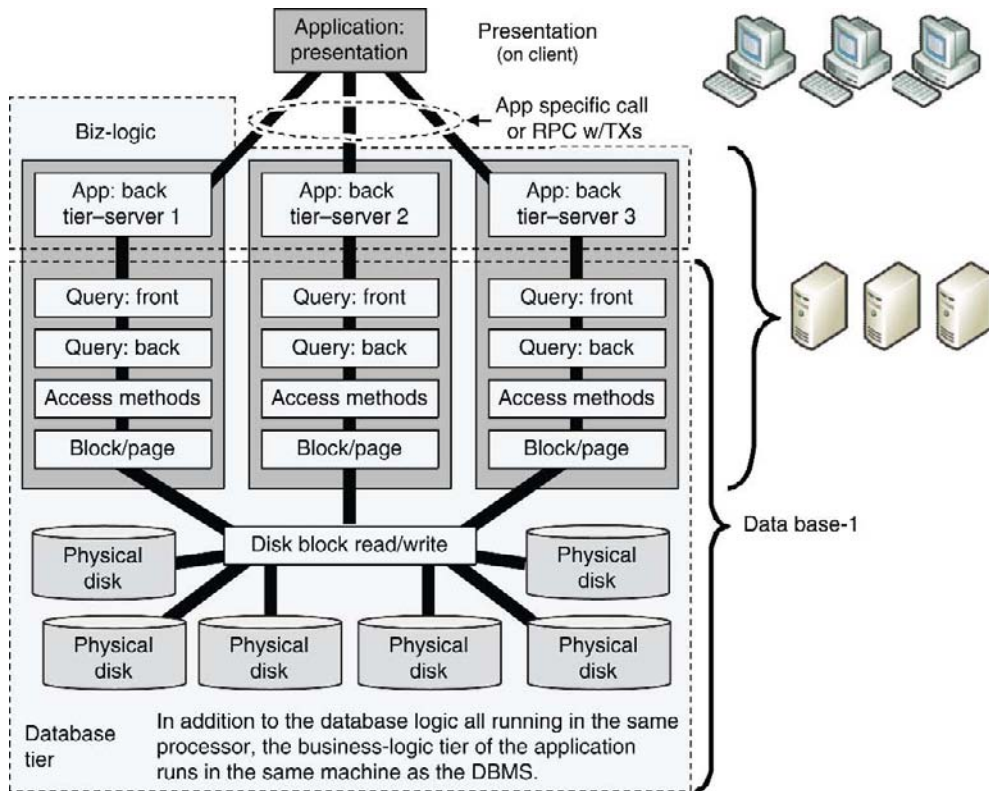 Application:
presentation
Presentation
(on client)
App specific call
or RPC w/TXs
Biz-logic
App: back
tier–server 1
App: back
tier–server 2
App: back
tier–server 3
Query: front
Query: front
Query: front
Query: back
Query: back
Query: back
Access methods
Access methods
Access methods
Block/page
Block/page
Block/page
Data base-1
Disk block read/write
Physical
disk
Physical
disk
Physical
disk
Physical
disk
Physical
disk
Physical
disk
Database
tier
In addition to the database logic all running in the same
processor, the business-logic tier of the application
runs in the same machine as the DBMS.